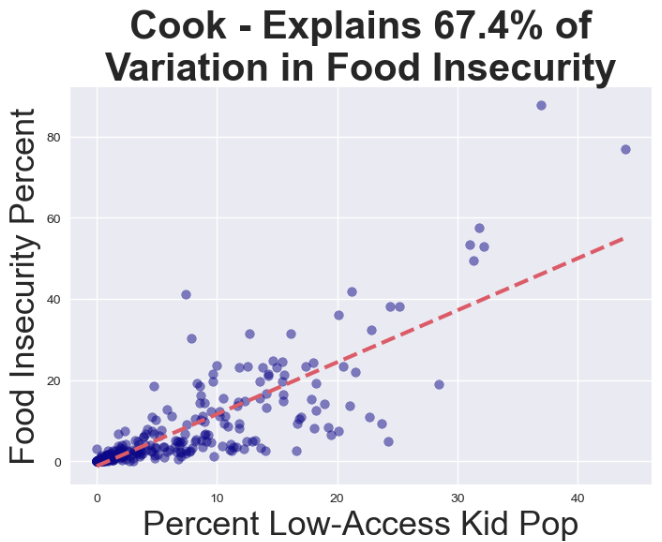 Cook - Explains 67.4% of
Variation in Food Insecurity
Food Insecurity Percent
80
60
40
20
0
0 10 20 30 40
Percent Low-Access Kid Pop